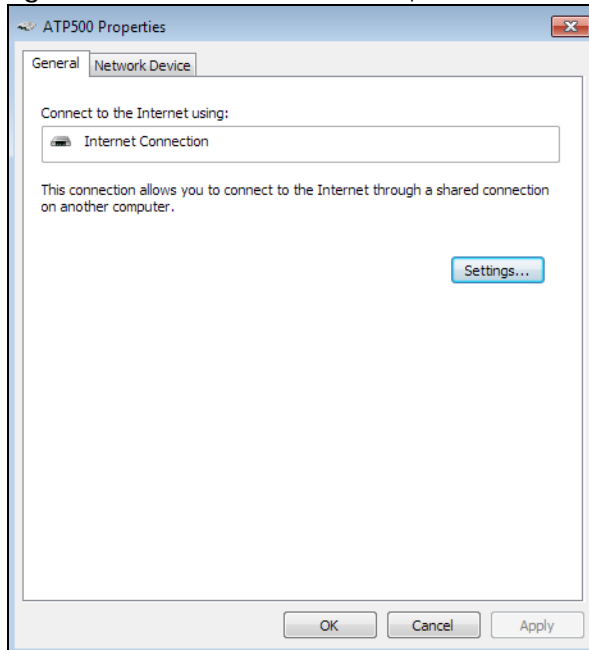 ATP500 Properties
General
Network Device
Connect to the Internet using:
Internet Connection
This connection allows you to connect to the Internet through a shared connection
on another computer.
Settings...
OK
Cancel
Apply